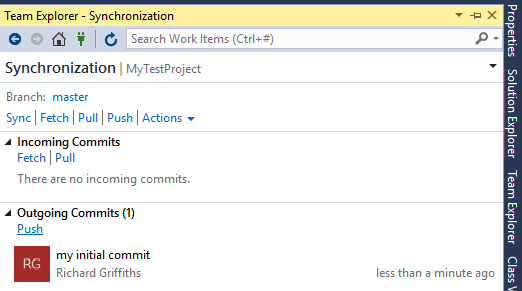 Team Explorer - Synchronization
Search Work Items (Ctrl+#)
Synchronization | MyTestProject
Branch: master
Sync | Fetch | Pull | Push | Actions
Incoming Commits
Fetch | Pull
There are no incoming commits.
Outgoing Commits (1)
Push
RG
my initial commit
Richard Griffiths
less than a minute ago
Properties
Solution Explorer
Team Explorer
Class